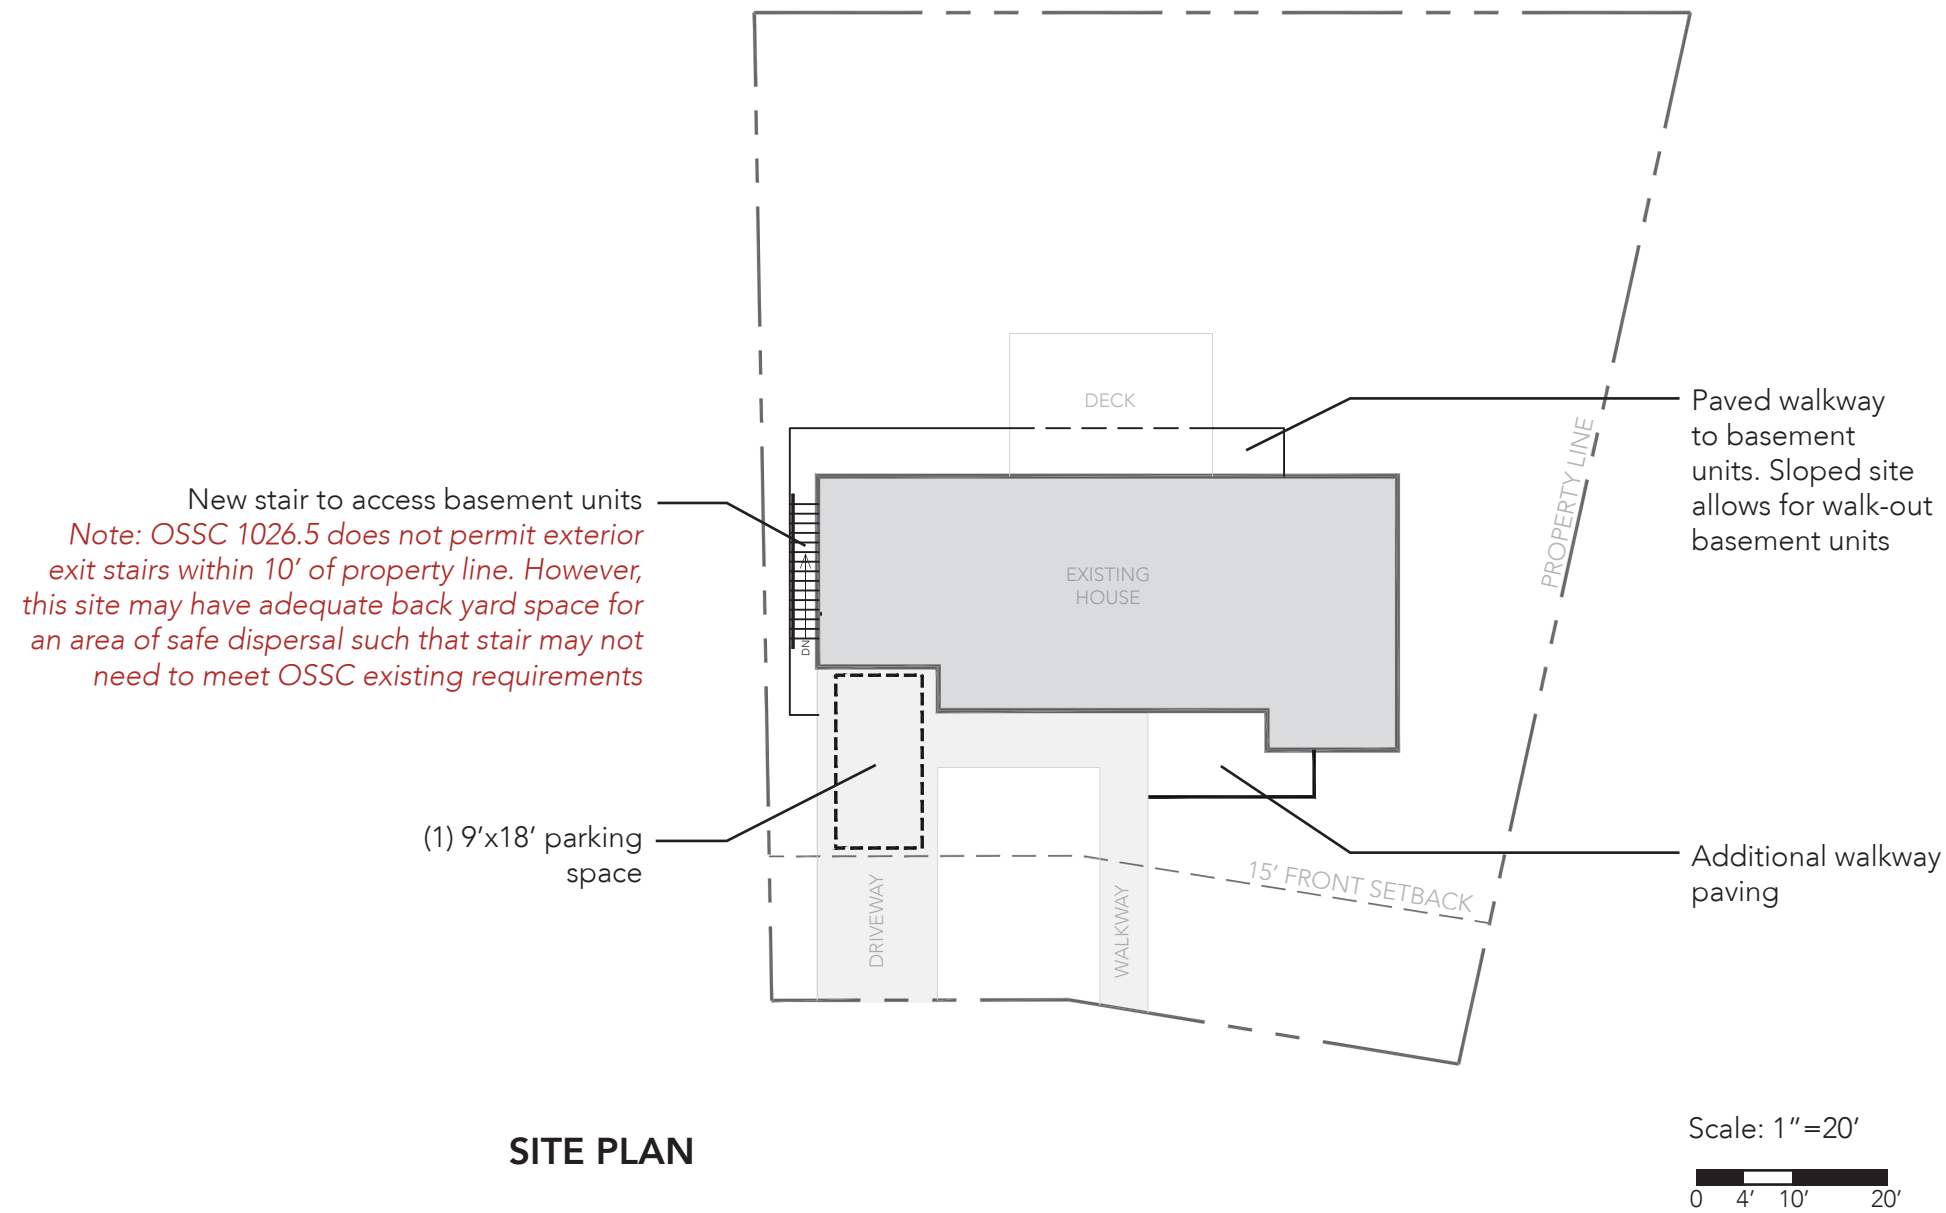 DECK
Paved walkway
to basement
units. Sloped site
allows for walk-out
basement units
PROPERTY LINE
New stair to access basement units
Note: OSSC 1026.5 does not permit exterior
exit stairs within 10’ of property line. However,
this site may have adequate back yard space for
an area of safe dispersal such that stair may not
need to meet OSSC existing requirements
DN
EXISTING
HOUSE
(1) 9’x18’ parking
space
DRIVEWAY
WALKWAY
15’ FRONT SETBACK
Additional walkway
paving
SITE PLAN
Scale: 1”=20’
0 4’ 10’ 20’